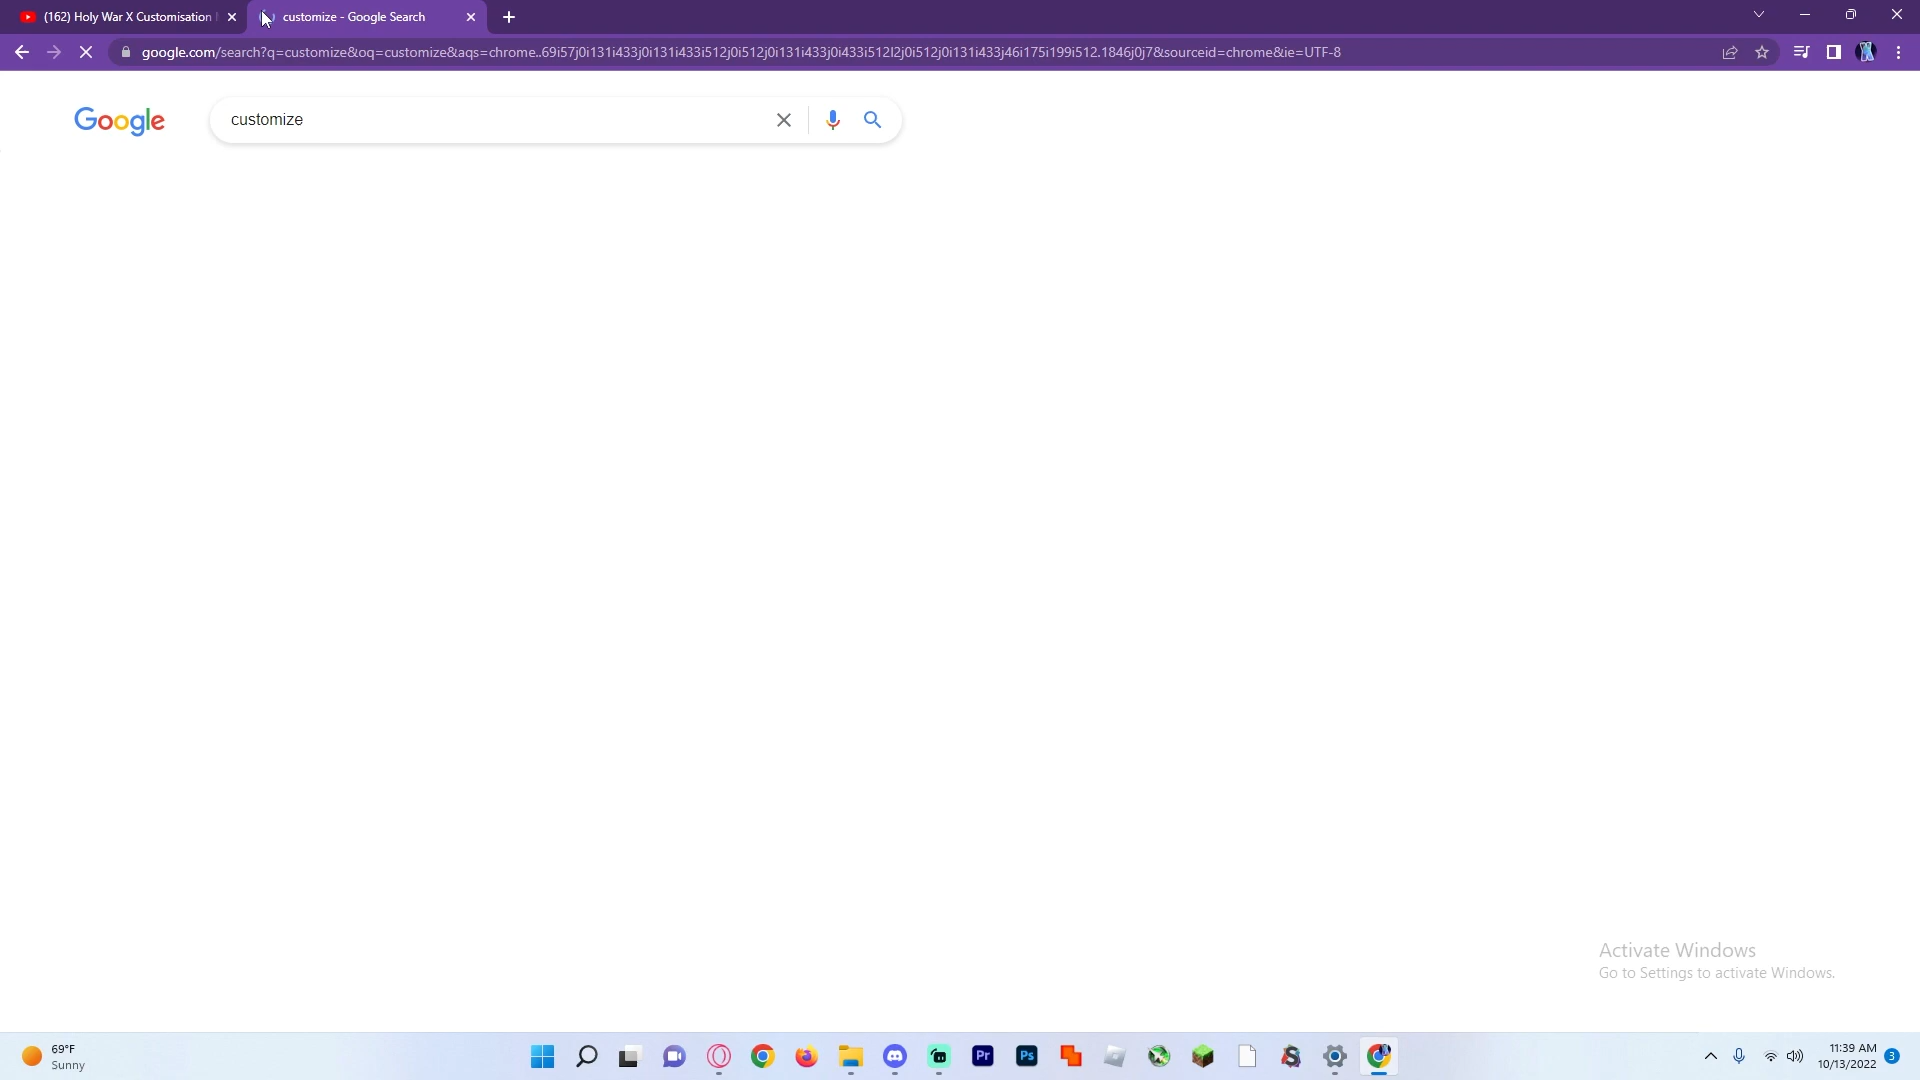 (162) Holy War X Customisation
customize - Google Search
google.com/search?q=customize&oq=customize&aqs=chrome..69i57j0i131i433j0i131i433i512j0i512j0i131i433j0i433i512l2j0i512j0i131i433j46i175i199i512.1846j0j7&sourceid=chrome&ie=UTF-8
Google
customize
Activate Windows
Go to Settings to activate Windows.
69°F
Sunny
Pr
Ps
11:39 AM
10/13/2022
3